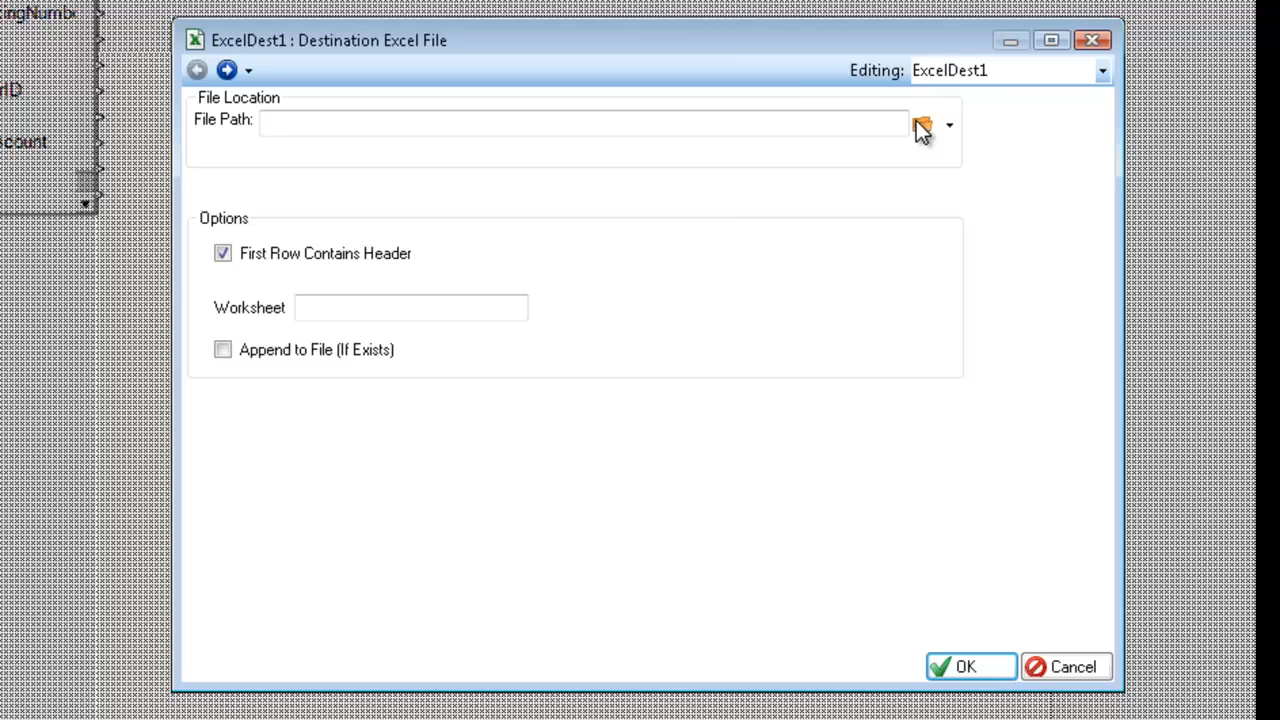 ExcelDest1 : Destination Excel File
Editing: ExcelDest1
File Location
File Path:
Options
First Row Contains Header
Worksheet
Append to File (If Exists)
OK Cancel